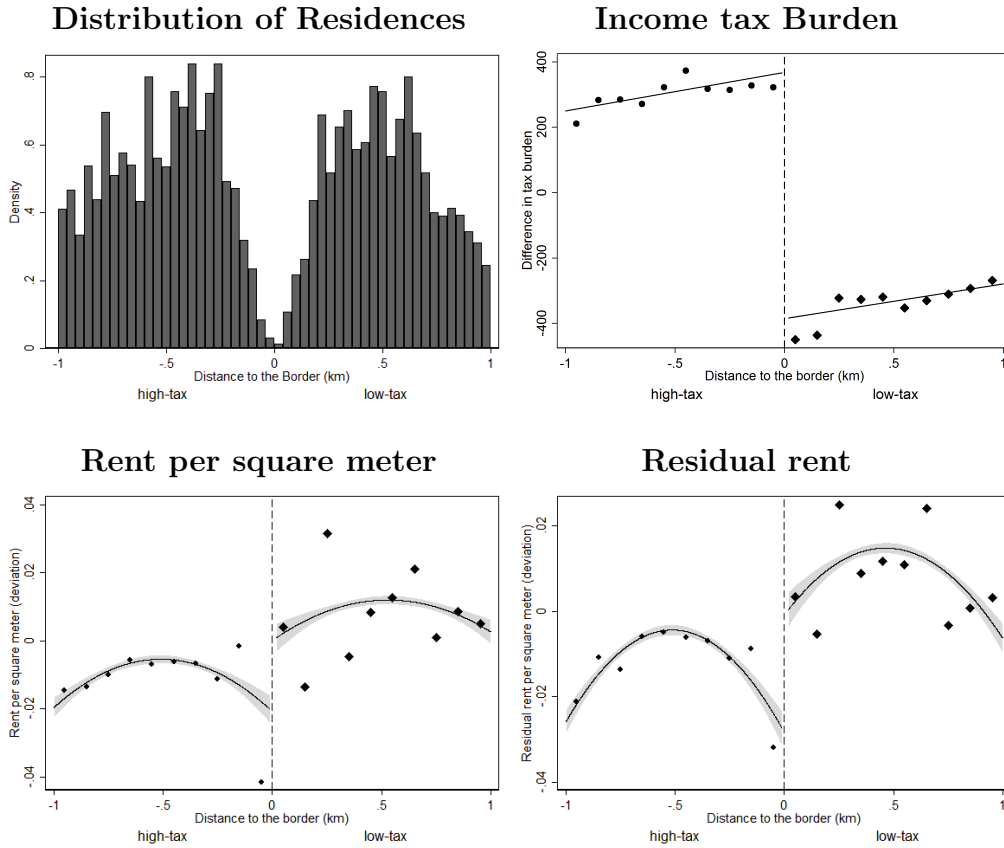 Distribution of Residences
Density
0 .2 .4 .6 .8
-1 -.5 0 .5 1
Distance to the Border (km)
high-tax low-tax
Income tax Burden
Difference in tax burden
-400 -200 0 200 400
-1 -.5 0 .5 1
Distance to the border (km)
high-tax low-tax
Rent per square meter
Rent per square meter (deviation)
-.04 -.02 0 .02 .04
-1 -.5 0 .5 1
Distance to the border (km)
high-tax low-tax
Residual rent
Residual rent per square meter (deviation)
-.04 -.02 0 .02
-1 -.5 0 .5 1
Distance to the border (km)
high-tax low-tax